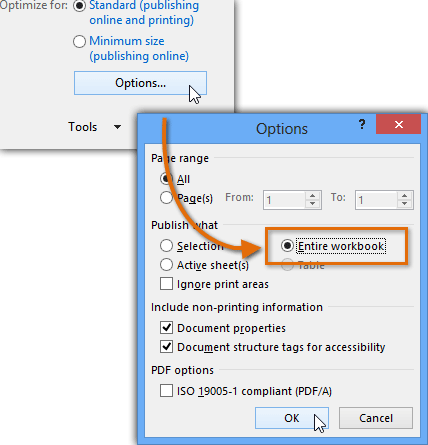 Optimize for:
Standard (publishing
online and printing)
Minimum size
(publishing online)
Options...
Tools
Options
?
Page range
All
Page(s) From: 1 To: 1
Publish what
Selection Entire workbook
Active sheet(s) Table
Ignore print areas
Include non-printing information
Document properties
Document structure tags for accessibility
PDF options
ISO 19005-1 compliant (PDF/A)
OK Cancel